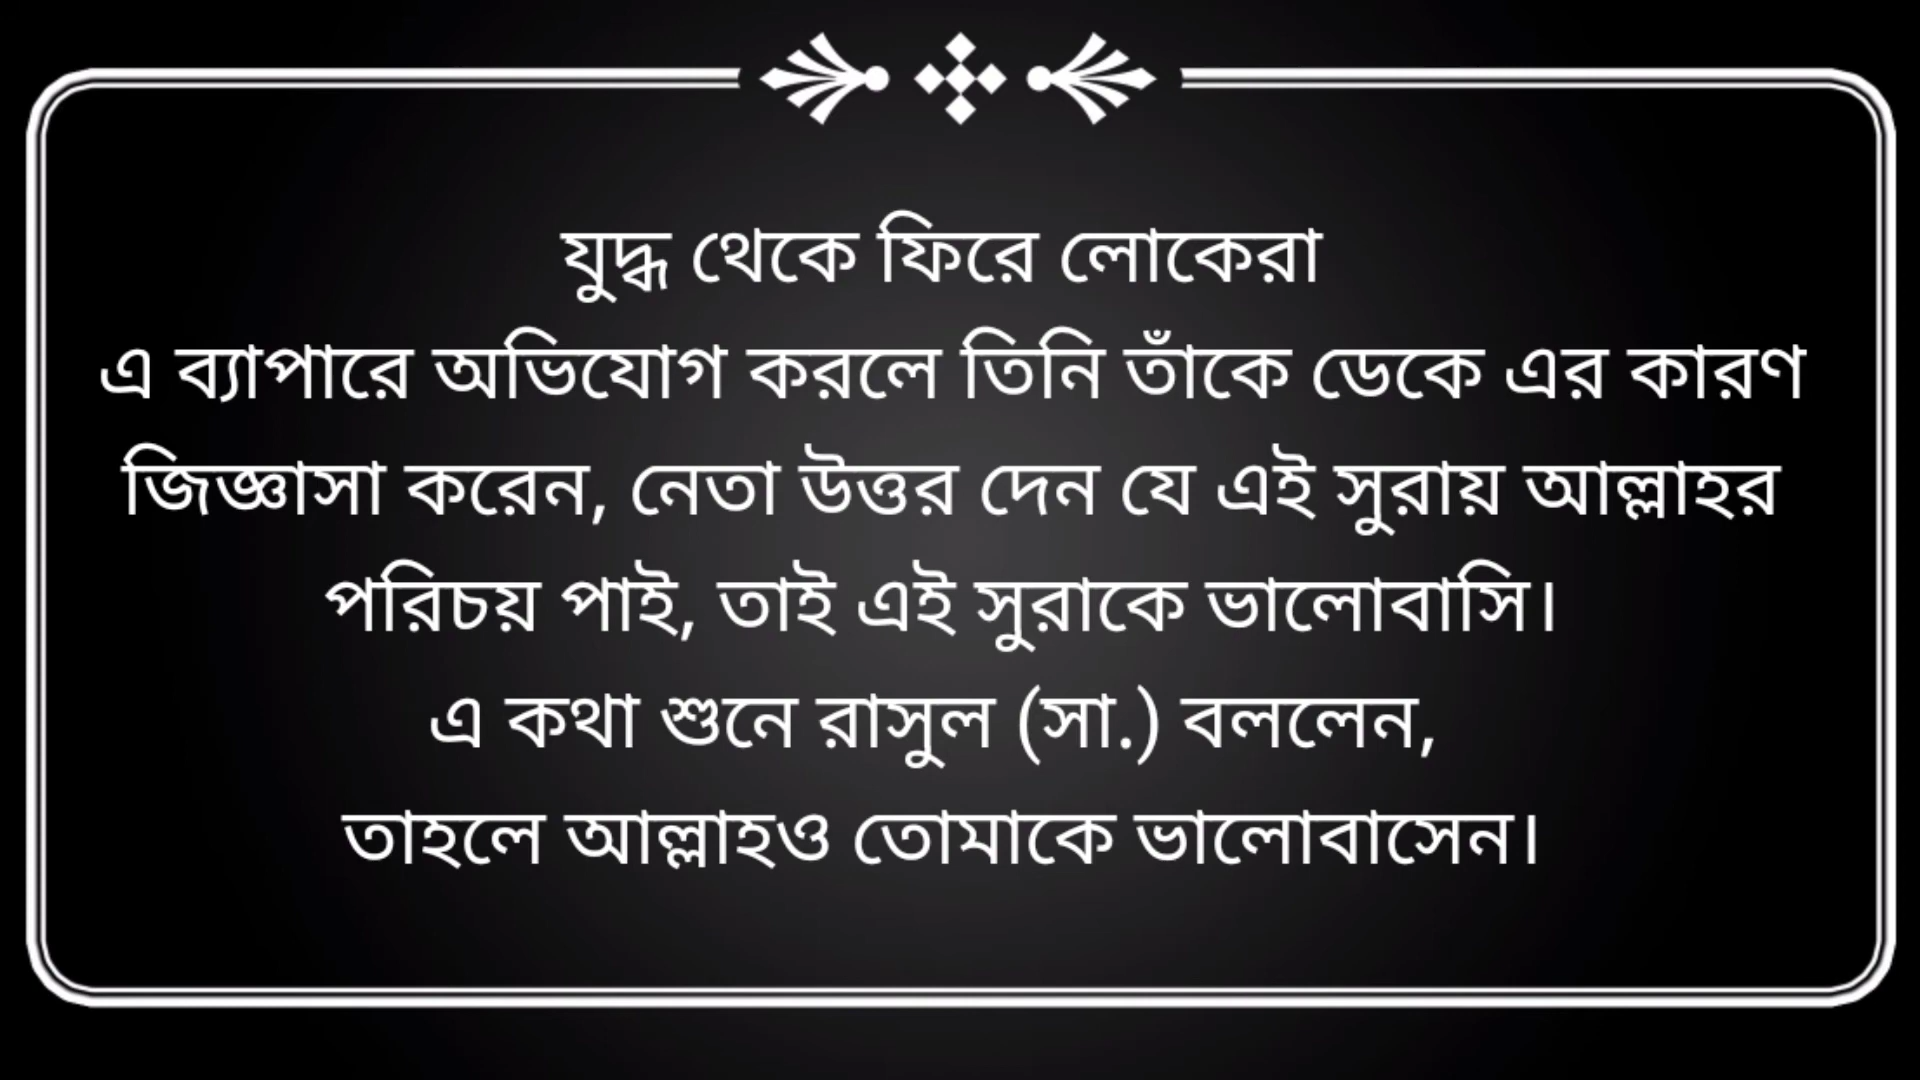 যুদ্ধ থেকে ফিরে লোকেরা
এ ব্যাপারে অভিযোগ করলে তিনি তাঁকে ডেকে এর কারণ
জিজ্ঞাসা করেন, নেতা উত্তর দেন যে এই সুরায় আল্লাহর
পরিচয় পাই, তাই এই সুরাকে ভালোবাসি।
এ কথা শুনে রাসুল (সা.) বললেন,
তাহলে আল্লাহও তোমাকে ভালোবাসেন।